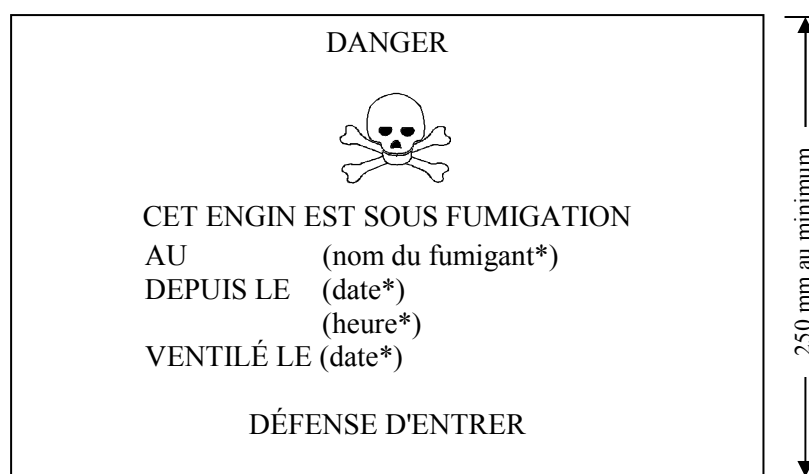 DANGER
CET ENGIN EST SOUS FUMIGATION
AU (nom du fumigant*)
DEPUIS LE (date*)
(heure*)
VENTILÉ LE (date*)
DÉFENSE D'ENTRER
250 mm au minimum